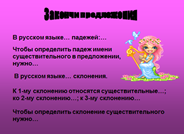 Закончи предложения
В русском языке… падежей:…
Чтобы определить падеж имени
существительного в предложении,
нужно…
В русском языке… склонения.
К 1-му склонению относятся существительные…;
ко 2-му склонению…; к 3-му склонению…
Чтобы определить склонение существительного
нужно…